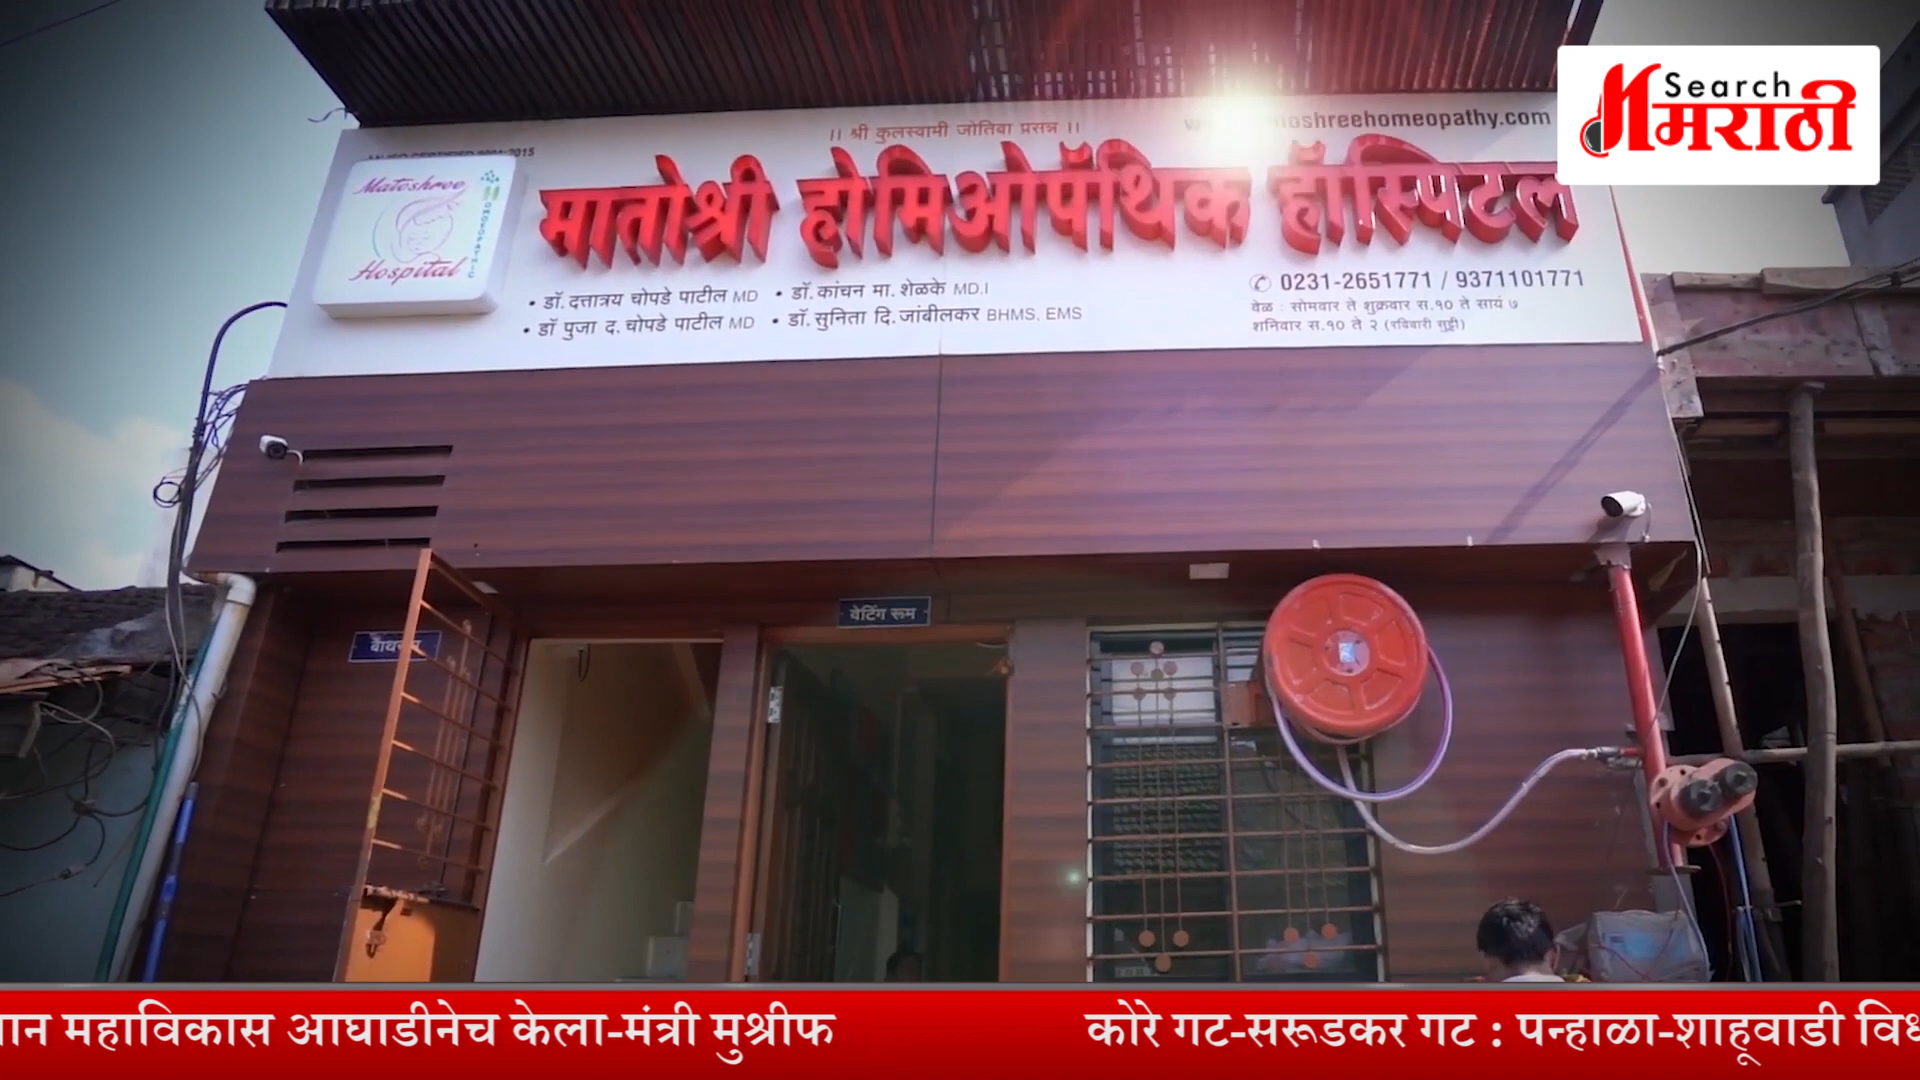 Search
मराठी
।। श्री कुलस्वामी जोतिबा प्रसन्न ।।
Matoshree
HOMOEOPATHIC
Hospital
मातोश्री होमिओपॅथिक हॉस्पिटल
• डॉ. दत्तात्रय चोपडे पाटील MD • डॉ. कांचन मा. शेळके MD.I
• डॉ पुजा द. चोपडे पाटील MD • डॉ. सुनिता दि. जांबीलकर BHMS, EMS
✆ 0231-2651771 / 9371101771
वेळ : सोमवार ते शुक्रवार स.१० ते सायं ७
शनिवार स.१० ते २ (रविवारी सुट्टी)
वेटिंग रूम
महाविकास आघाडीनेच केला-मंत्री मुश्रीफ
कोरे गट-सरूडकर गट : पन्हाळा-शाहूवाडी